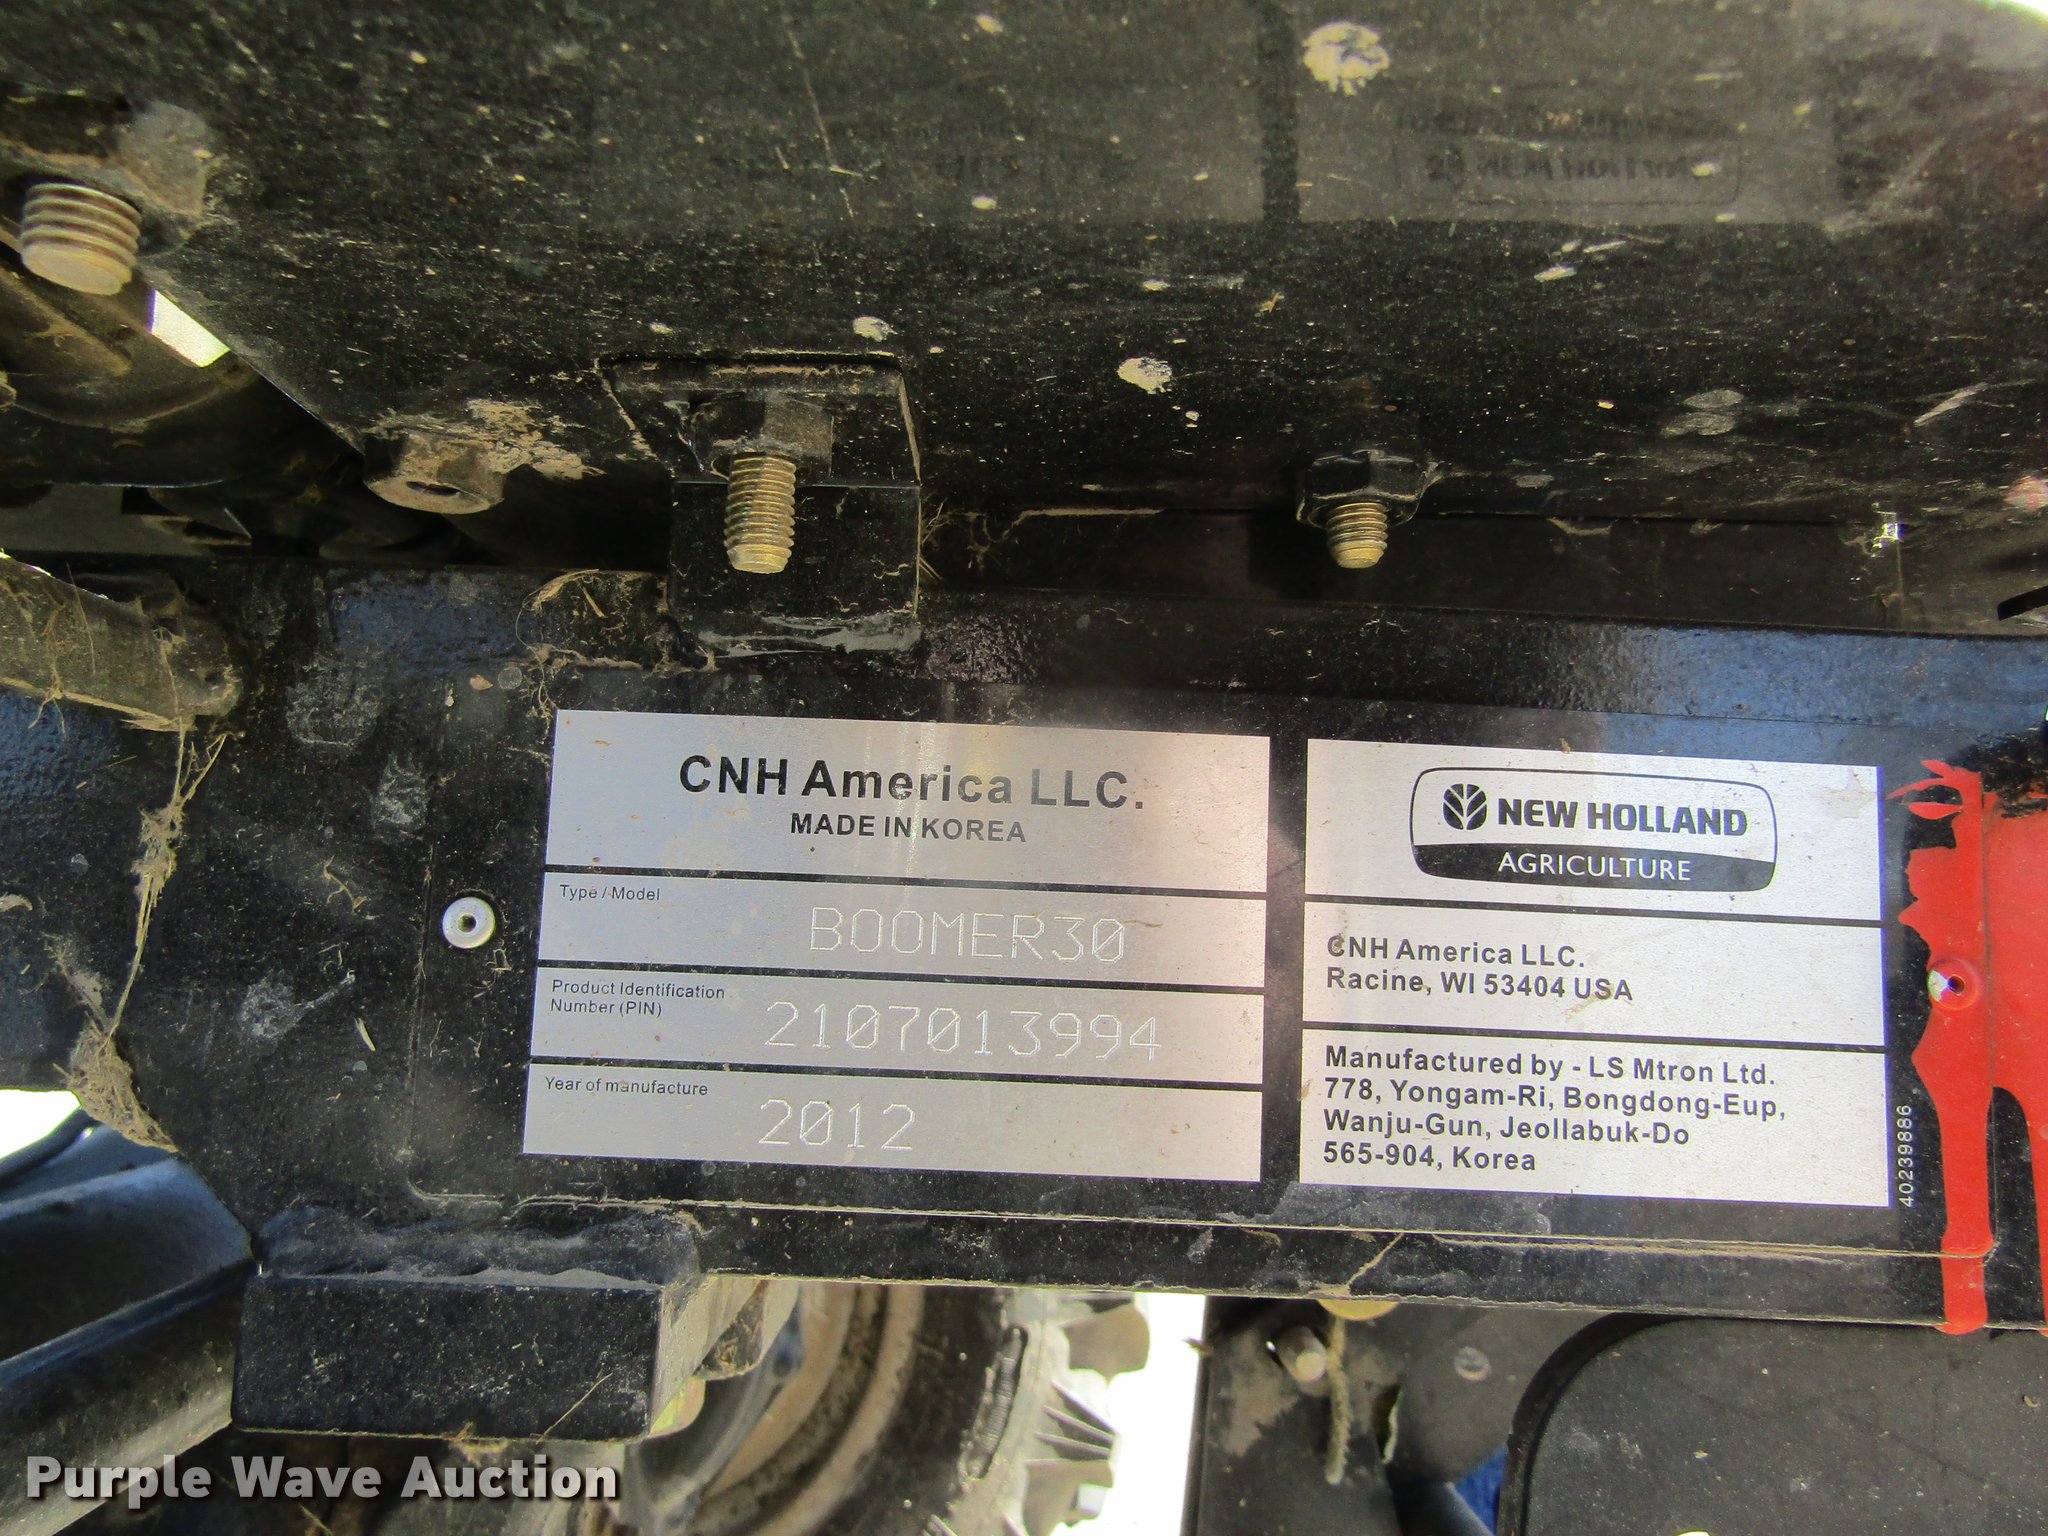 CNH America LLC.
MADE IN KOREA
Type / Model
BOOMER30
Product Identification
Number (PIN)
2107013994
Year of manufacture
2012
NEW HOLLAND
AGRICULTURE
CNH America LLC.
Racine, WI 53404 USA
Manufactured by - LS Mtron Ltd.
778, Yongam-Ri, Bongdong-Eup,
Wanju-Gun, Jeollabuk-Do
565-904, Korea
40239886
Purple Wave Auction